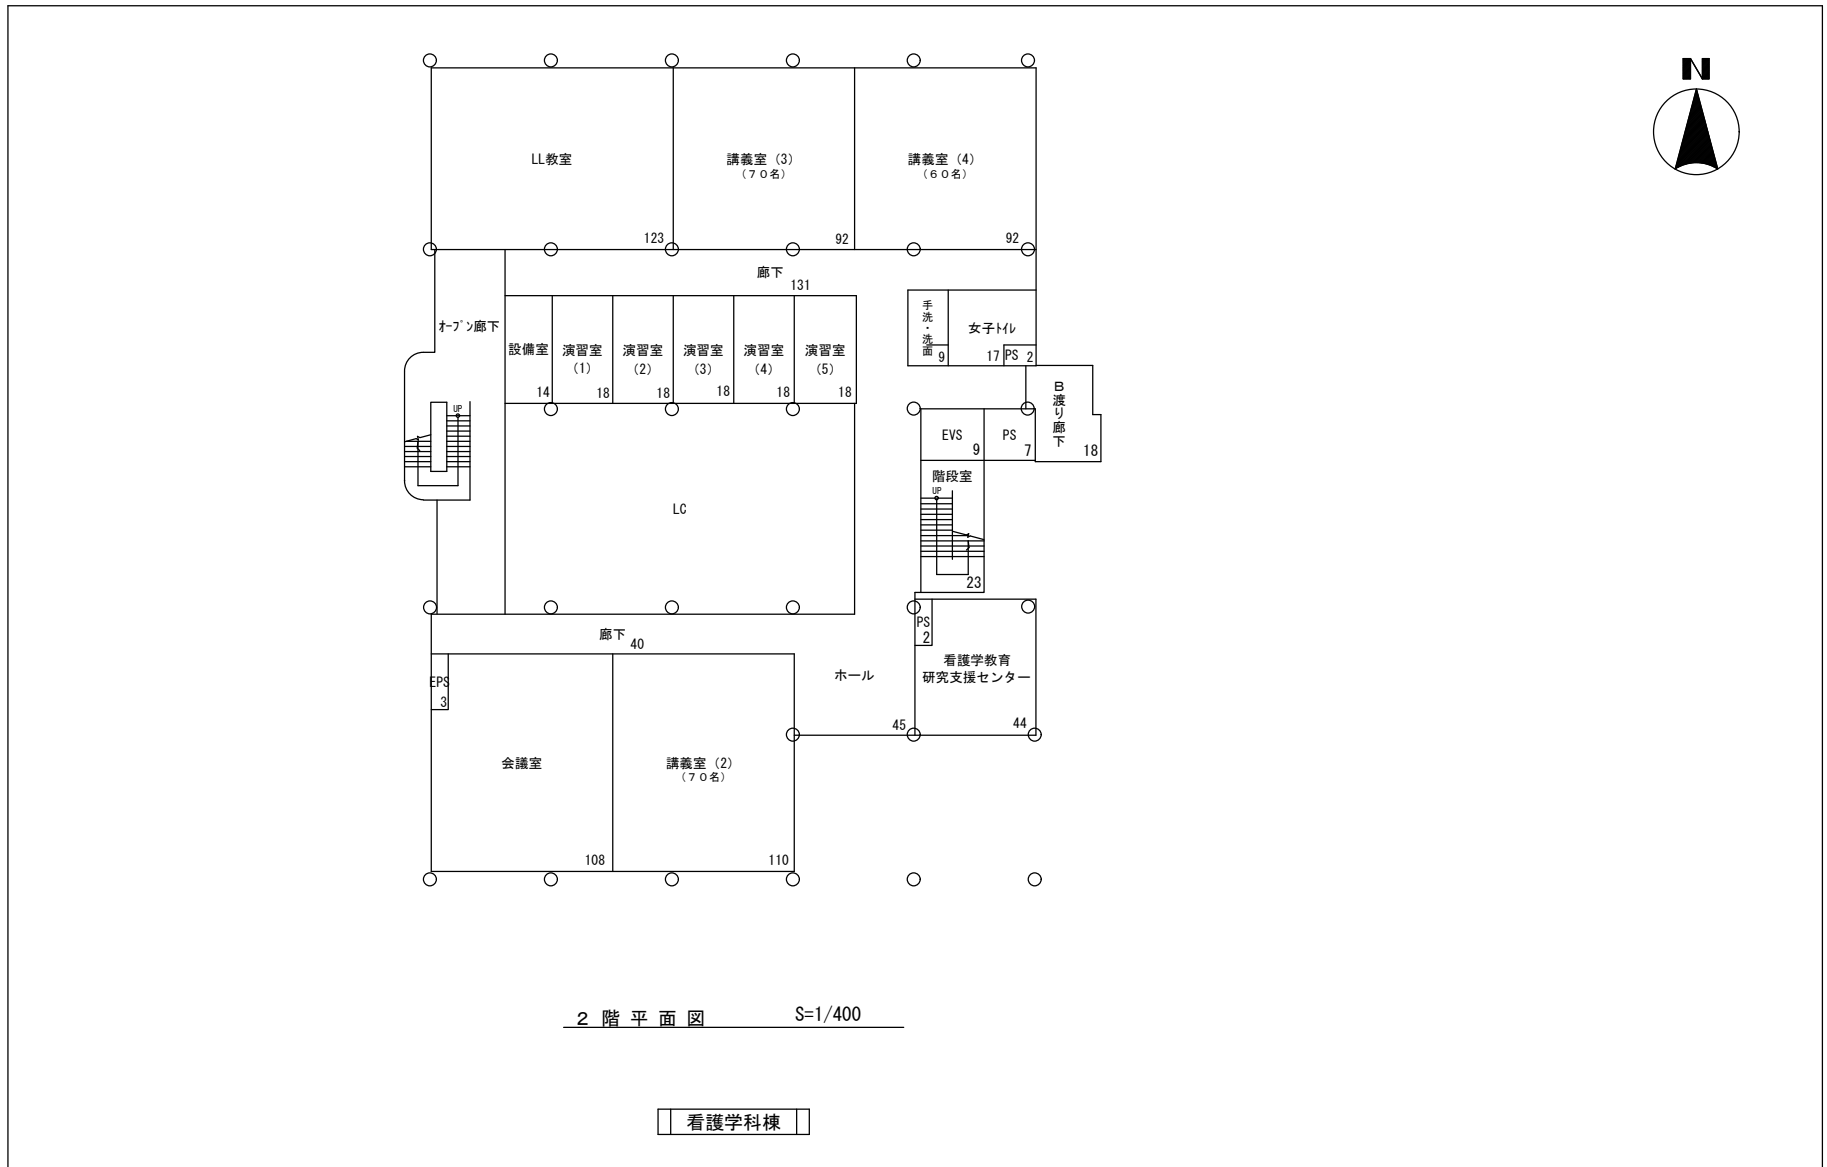 N
LL教室
123
講義室（3）
（７０名）
92
講義室（4）
（６０名）
92
廊下
131
ｵｰﾌﾟﾝ廊下
UP
設備室
14
演習室
（1）
18
演習室
（2）
18
演習室
（3）
18
演習室
（4）
18
演習室
（5）
18
手洗・洗面
9
女子ﾄｲﾚ
17
PS
2
B渡り廊下
18
EVS
9
PS
7
階段室
UP
23
LC
廊下
40
PS
2
看護学教育
研究支援センター
44
ホール
45
EPS
3
会議室
108
講義室（2）
（７０名）
110
２階平面図 S=1/400
看護学科棟